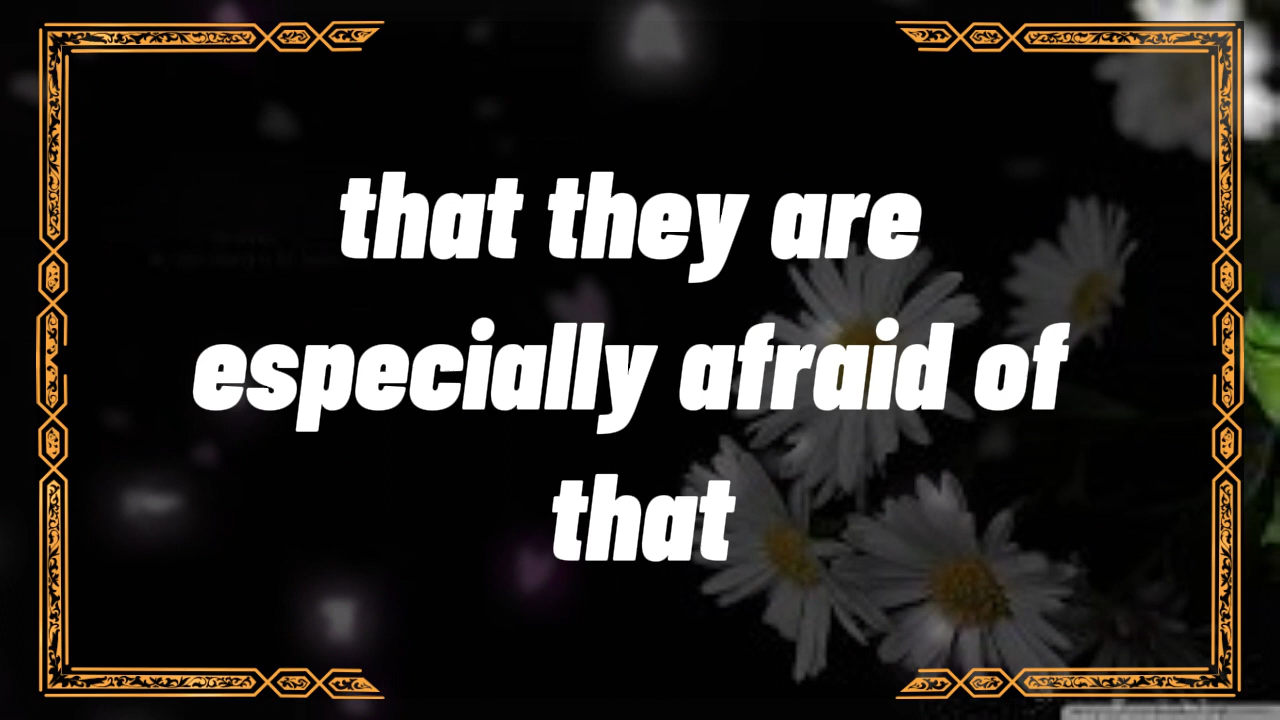 that they are
especially afraid of
that